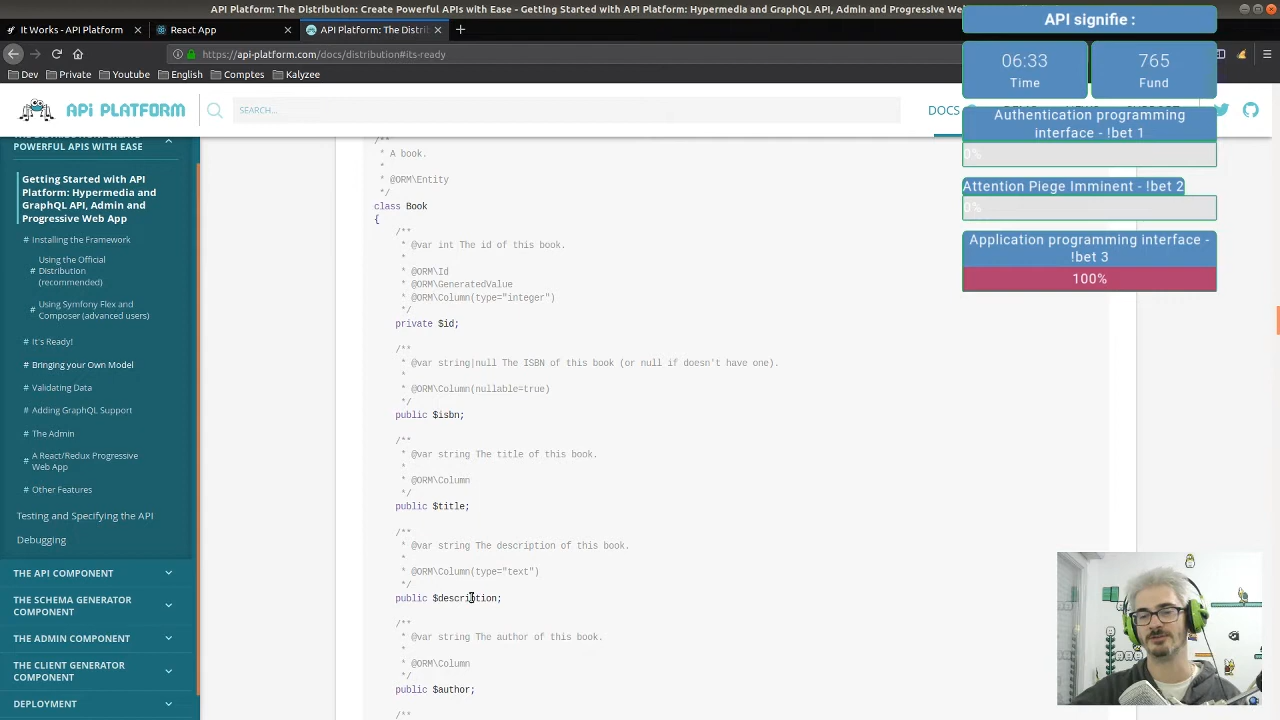 API Platform: The Distribution: Create Powerful APIs with Ease - Getting Started with API Platform: Hypermedia and GraphQL API, Admin and Progressive Web
It Works - API Platform
React App
API Platform: The Distribut
https://api-platform.com/docs/distribution#its-ready
Dev
Prog
Youtube
English
Comptes
Kalyzee
API PLATFORM
SEARCH...
DOCS
POWERFUL APIS WITH EASE
Getting Started with API
Platform: Hypermedia and
GraphQL API, Admin and
Progressive Web App
# Installing the Framework
Using the Official
# Distribution
(recommended)
# Using Symfony Flex and
Composer (advanced users)
# It's Ready!
# Bringing your Own Model
# Validating Data
# Adding GraphQL Support
# The Admin
# A React/Redux Progressive
Web App
# Other Features
Testing and Specifying the API
Debugging
THE API COMPONENT
THE SCHEMA GENERATOR
COMPONENT
THE ADMIN COMPONENT
THE CLIENT GENERATOR
COMPONENT
DEPLOYMENT
/**
* A book.
*
* @ORM\Entity
*/
class Book
{
/**
* @var int The id of this book.
*
* @ORM\Id
* @ORM\GeneratedValue
* @ORM\Column(type="integer")
*/
private $id;
/**
* @var string|null The ISBN of this book (or null if doesn't have one).
*
* @ORM\Column(nullable=true)
*/
public $isbn;
/**
* @var string The title of this book.
*
* @ORM\Column
*/
public $title;
/**
* @var string The description of this book.
*
* @ORM\Column(type="text")
*/
public $description;
/**
* @var string The author of this book.
*
* @ORM\Column
*/
public $author;
/**
API signifie :
06:33
Time
765
Fund
Authentication programming
interface - !bet 1
0%
Attention Piege Imminent - !bet 2
0%
Application programming interface -
!bet 3
100%